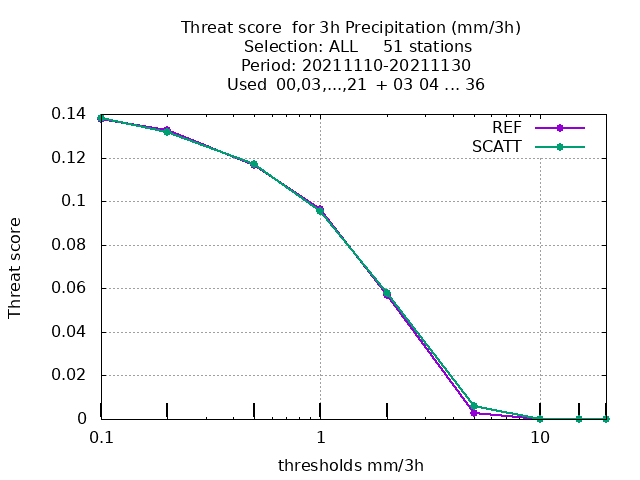 Threat score  for 3h Precipitation (mm/3h)
Selection: ALL     51 stations
Period: 20211110-20211130
Used  00,03,...,21  + 03 04 ... 36
REF
SCATT
0.14
0.12
0.1
0.08
0.06
0.04
0.02
0
Threat score
0.1
1
10
thresholds mm/3h